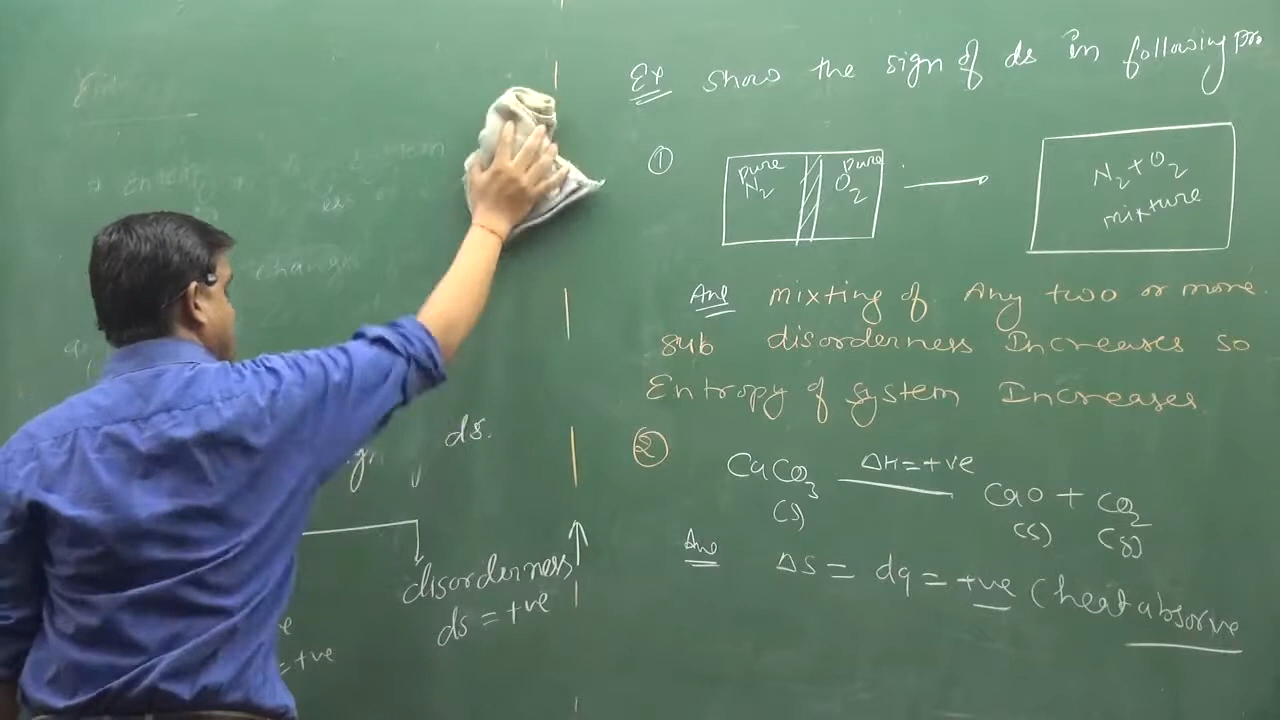 change
ds.
disorderness
ds = +ve
= +ve
Ex show the sign of ds in following pro
① pure N2 pure O2
N2 + O2
mixture
Ans mixting of Any two or more
sub disorderness Increases so
Entropy of system Increases
② CaCO3 (s) ΔH=+ve CaO (s) + CO2 (g)
Ans ΔS = dq = +ve (heat absorve